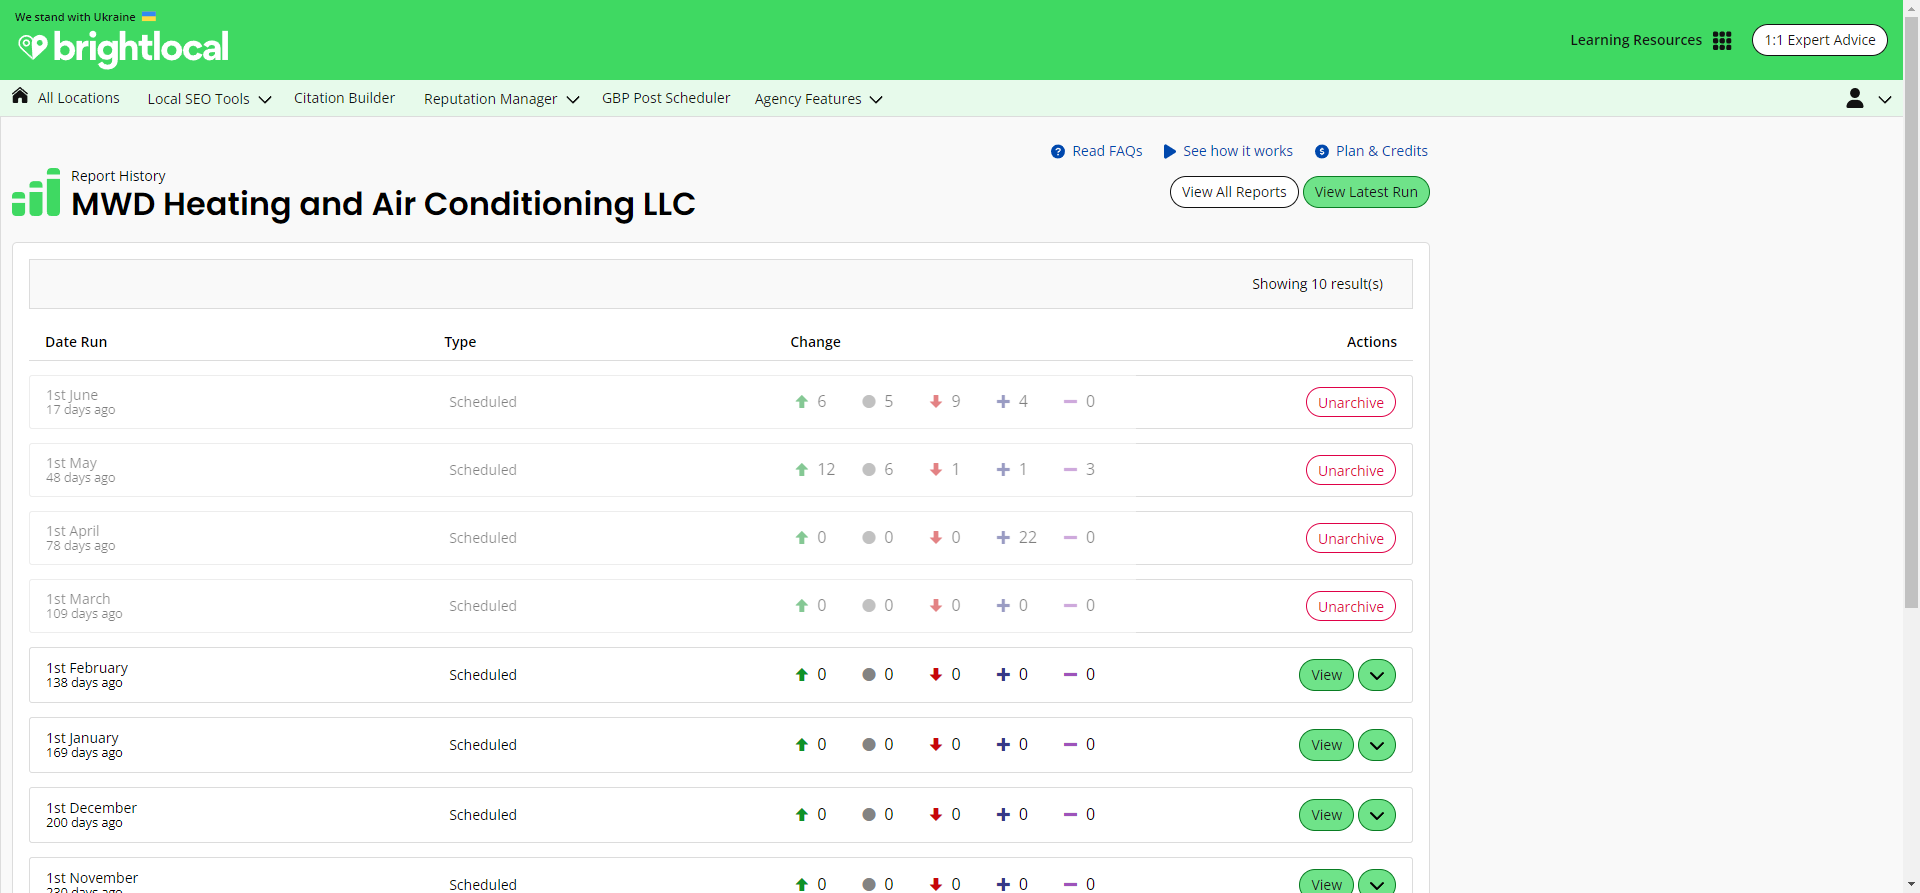 We stand with Ukraine
brightlocal
Learning Resources
1:1 Expert Advice
All Locations
Local SEO Tools
Citation Builder
Reputation Manager
GBP Post Scheduler
Agency Features
Read FAQs
See how it works
Plan & Credits
Report History
MWD Heating and Air Conditioning LLC
View All Reports
View Latest Run
Showing 10 result(s)
Date Run Type Change Actions
1st June
17 days ago
Scheduled 6 5 9 4 0 Unarchive
1st May
48 days ago
Scheduled 12 6 1 1 3 Unarchive
1st April
78 days ago
Scheduled 0 0 0 22 0 Unarchive
1st March
109 days ago
Scheduled 0 0 0 0 0 Unarchive
1st February
138 days ago
Scheduled 0 0 0 0 0 View
1st January
169 days ago
Scheduled 0 0 0 0 0 View
1st December
200 days ago
Scheduled 0 0 0 0 0 View
1st November
230 days ago
Scheduled 0 0 0 0 0 View